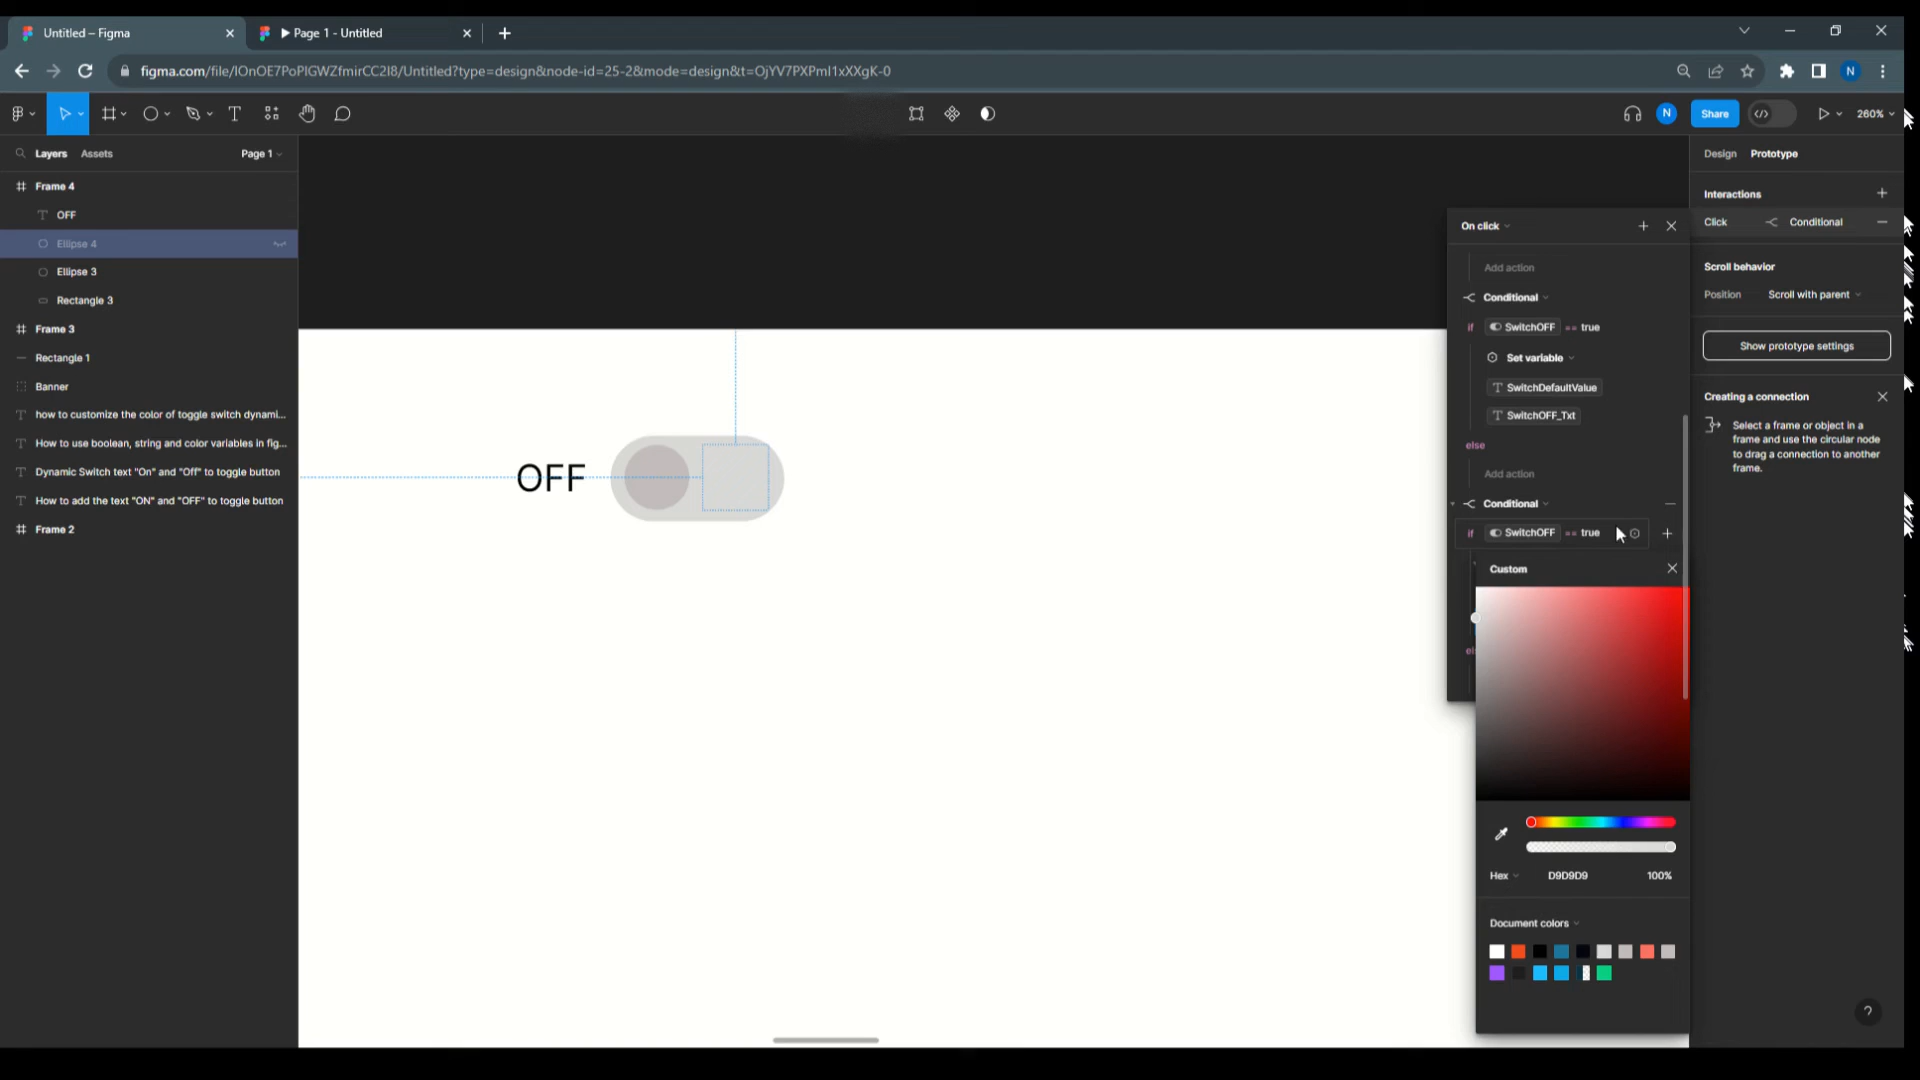 Untitled – Figma
Page 1 - Untitled
figma.com/file/IOnOE7PoPIGWZfmirCC2I8/Untitled?type=design&node-id=25-2&mode=design&t=OjYV7PXPmI1xXXgK-0
N
N
Share
260%
Layers
Assets
Page 1
Frame 4
OFF
Ellipse 4
Ellipse 3
Rectangle 3
Frame 3
Rectangle 1
Banner
how to customize the color of toggle switch dynami...
How to use boolean, string and color variables in fig...
Dynamic Switch text "On" and "Off" to toggle button
How to add the text "ON" and "OFF" to toggle button
Frame 2
OFF
On click
Add action
Conditional
if SwitchOFF == true
Set variable
SwitchDefaultValue
SwitchOFF_Txt
else
Add action
Conditional
if SwitchOFF == true
Custom
Hex D9D9D9 100%
Document colors
Design
Prototype
Interactions
Click
Conditional
Scroll behavior
Position
Scroll with parent
Show prototype settings
Creating a connection
Select a frame or object in a
frame and use the circular node
to drag a connection to another
frame.
?